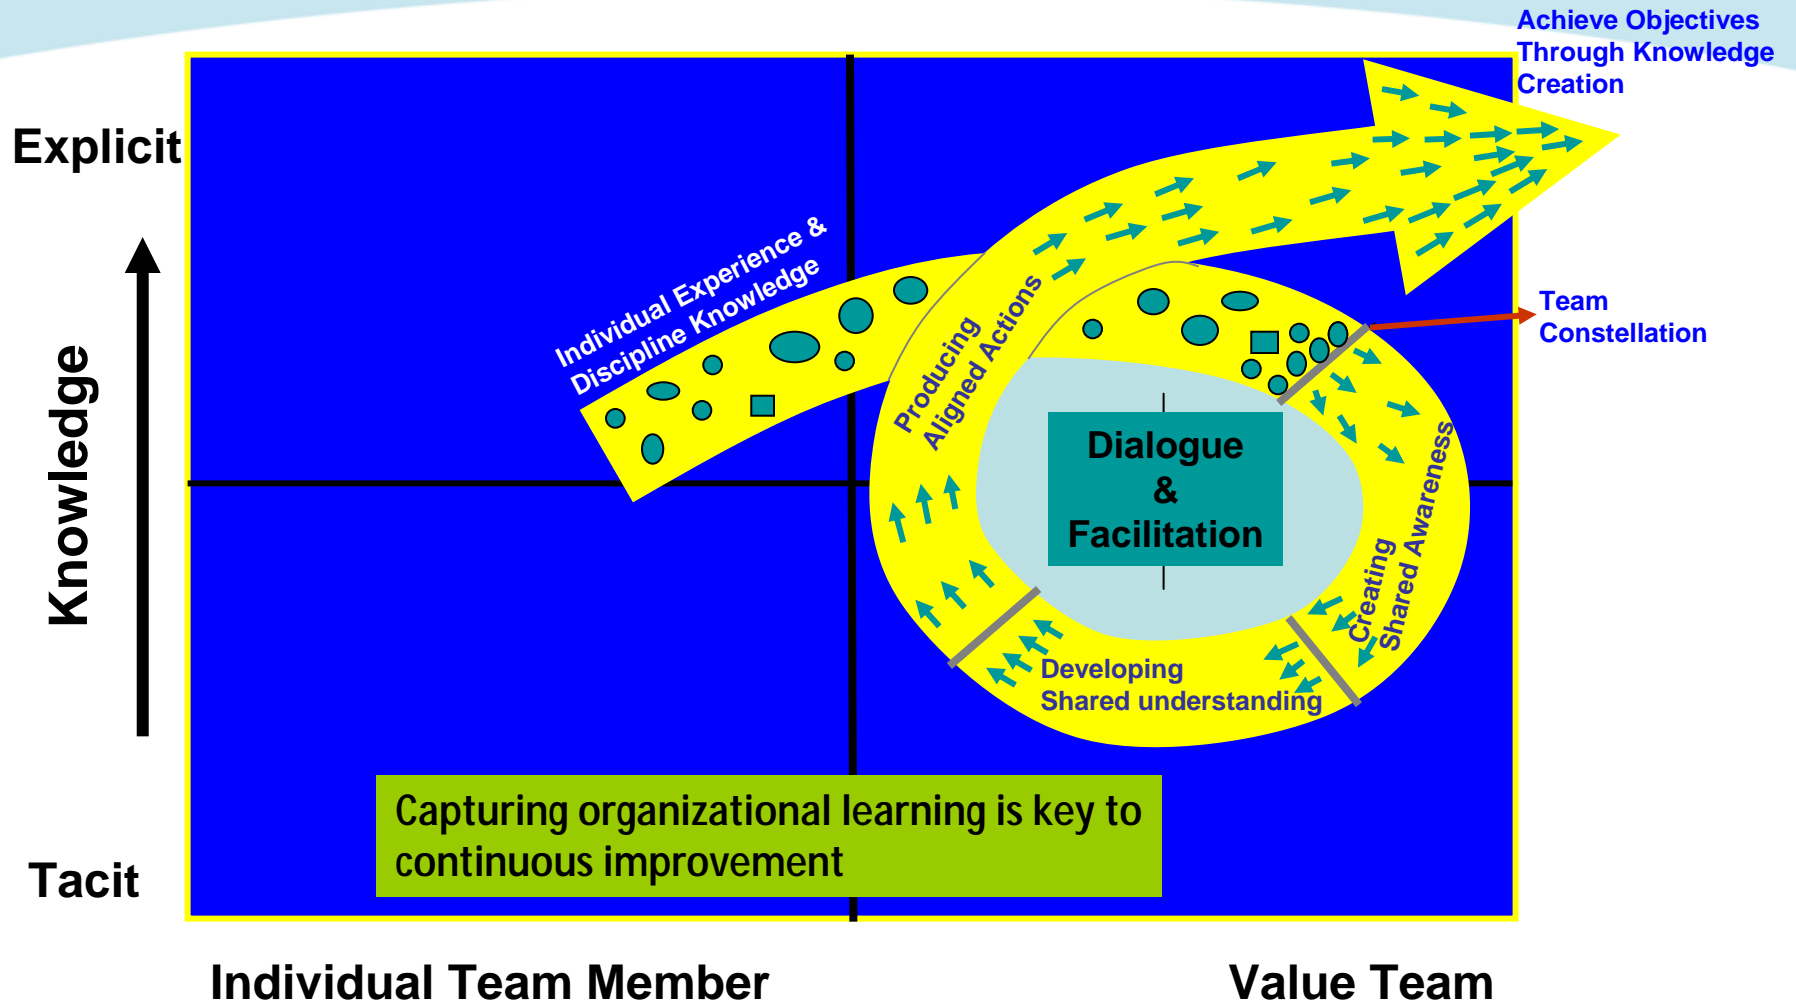 Achieve Objectives
Through Knowledge
Creation
Explicit
Individual Experience &
Discipline Knowledge
Team
Constellation
Producing
Aligned Actions
Dialogue
&
Facilitation
Knowledge
Creating
Shared Awareness
Developing
Shared understanding
Capturing organizational learning is key to
continuous improvement
Tacit
Individual Team Member
Value Team